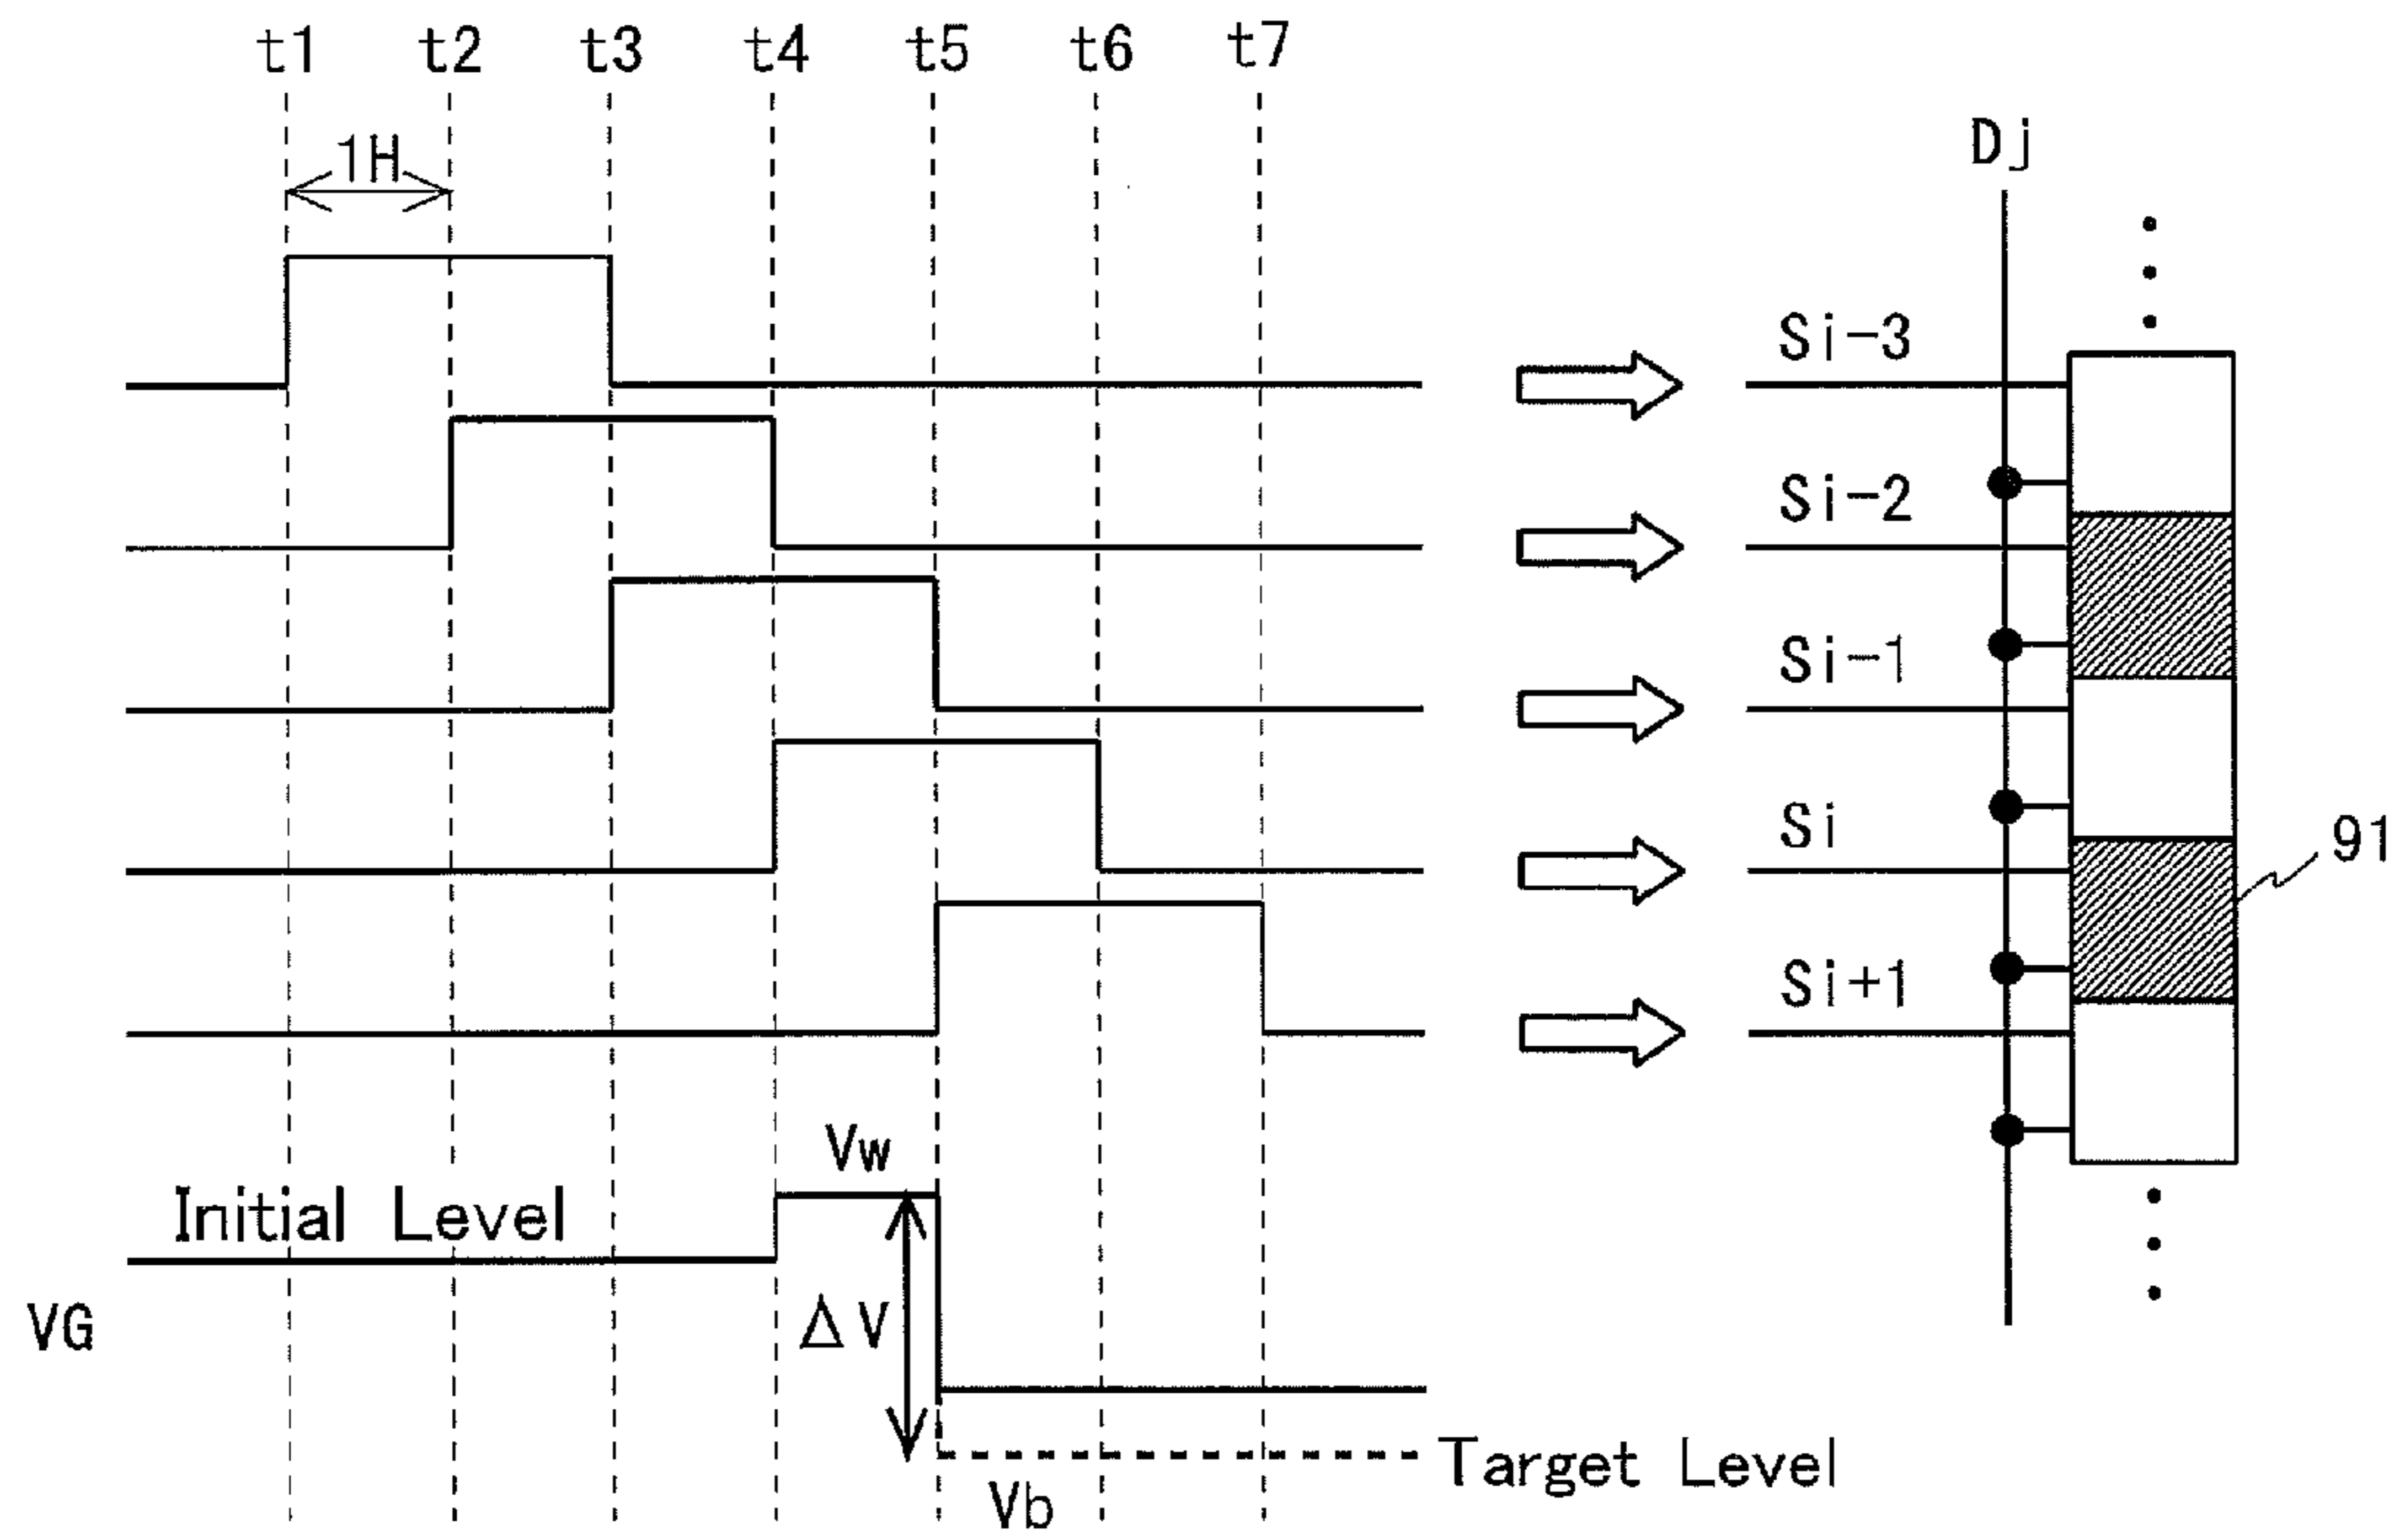 t1 t2 t3 t4 t5 t6 t7
1H
Dj
Si-3
Si-2
Si-1
Si
91
Si+1
Vw
Initial Level
VG
ΔV
Target Level
Vb